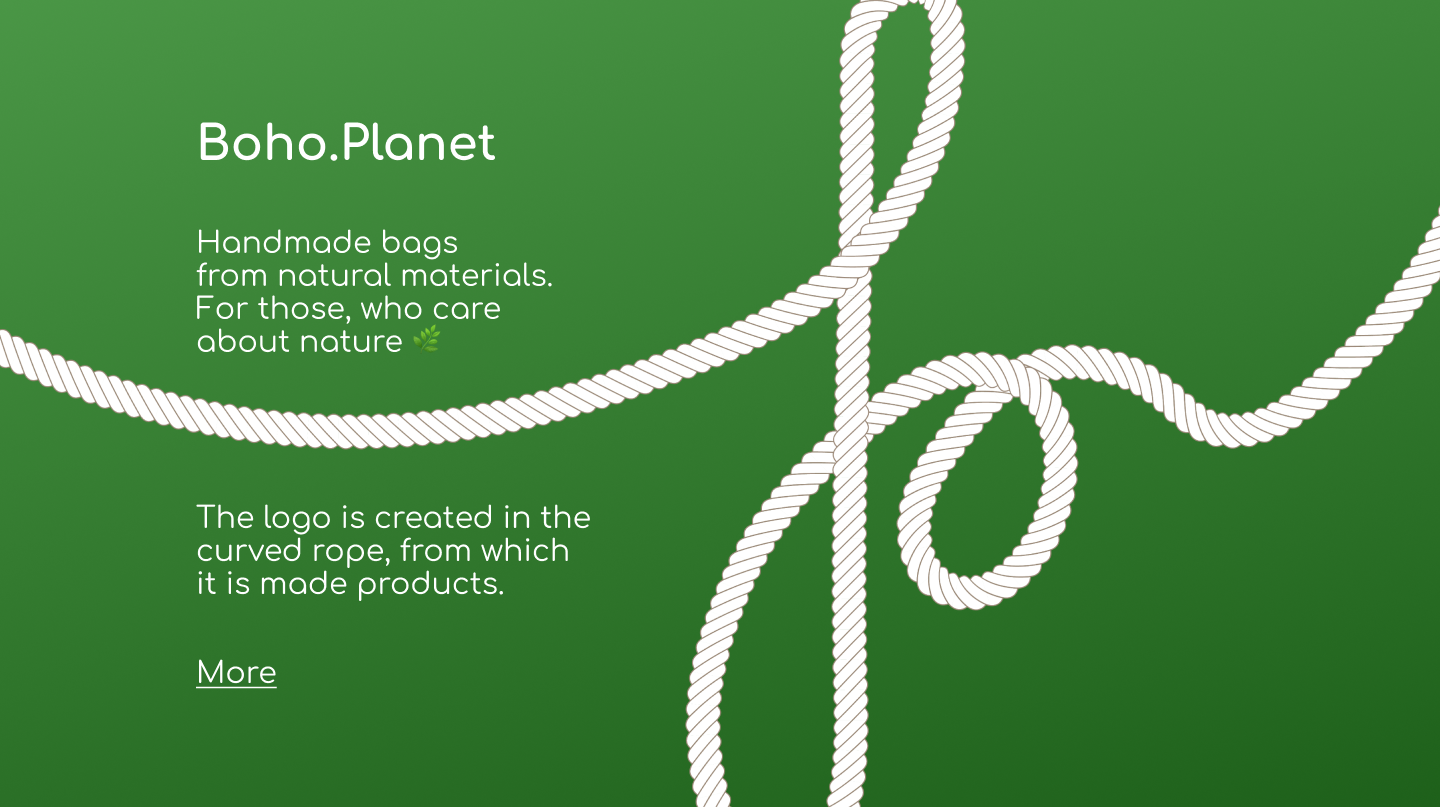 Boho.Planet
Handmade bags
from natural materials.
For those, who care
about nature 🌿
The logo is created in the
curved rope, from which
it is made products.
More